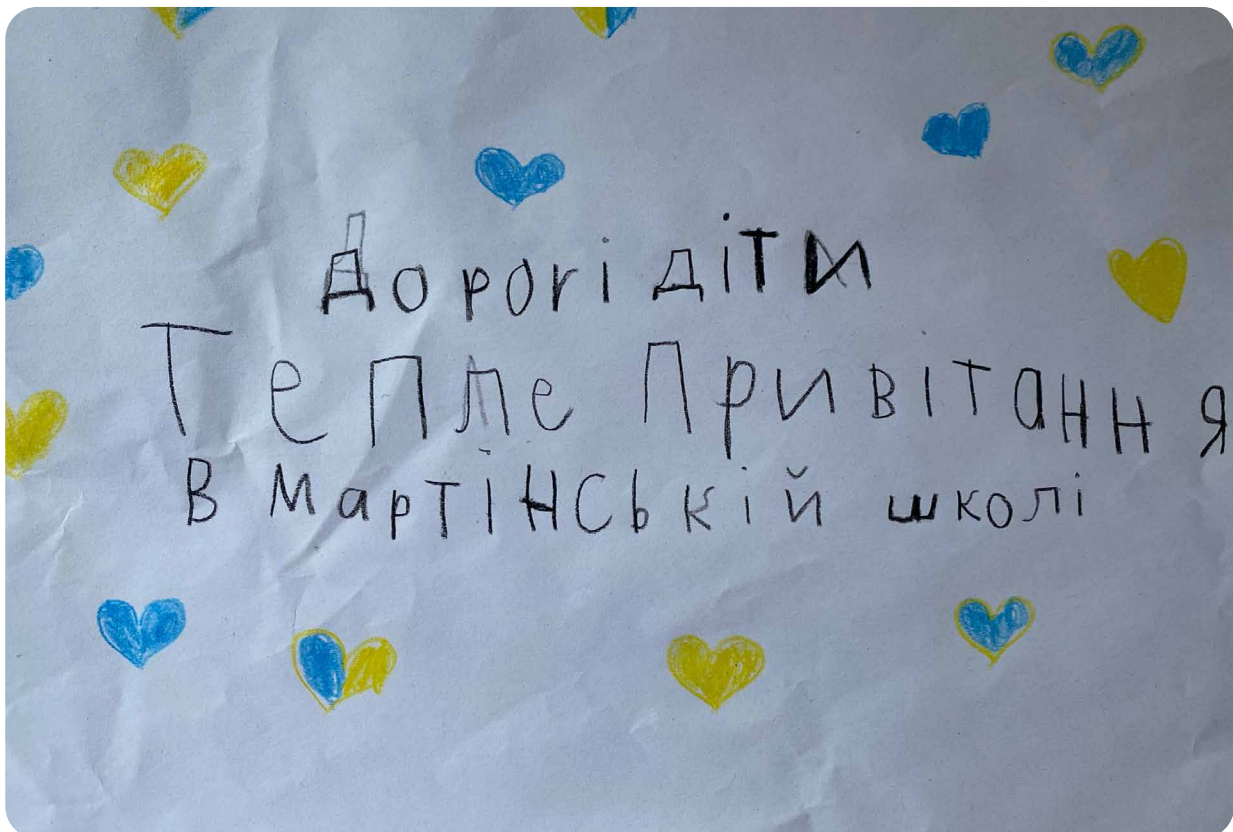 Дорогі діти
Тепле Привітання
в Мартінській школі